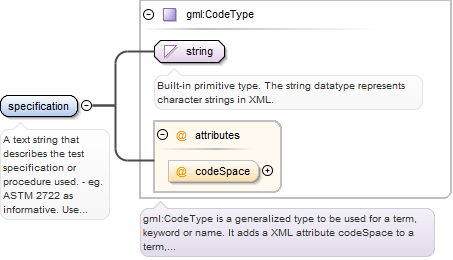 gml:CodeType
string
Built-in primitive type. The string datatype represents
character strings in XML.
specification
A text string that
describes the test
specification or
procedure used. - eg.
ASTM 2722 as
informative. Use...
@ attributes
@ codeSpace
gml:CodeType is a generalized type to be used for a term,
keyword or name. It adds a XML attribute codeSpace to a
term,...